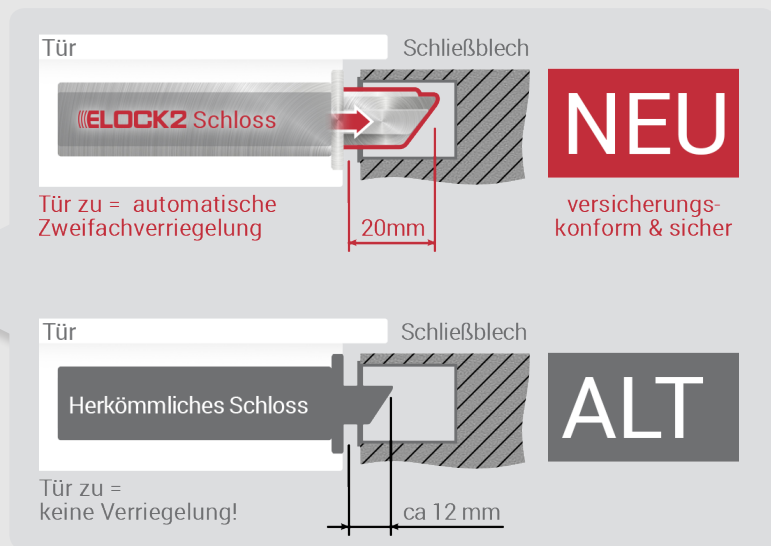 Tür
Schließblech
ELOCK2 Schloss
NEU
Tür zu = automatische
Zweifachverriegelung
20mm
versicherungs-
konform & sicher
Tür
Schließblech
Herkömmliches Schloss
ALT
Tür zu =
keine Verriegelung!
ca 12 mm